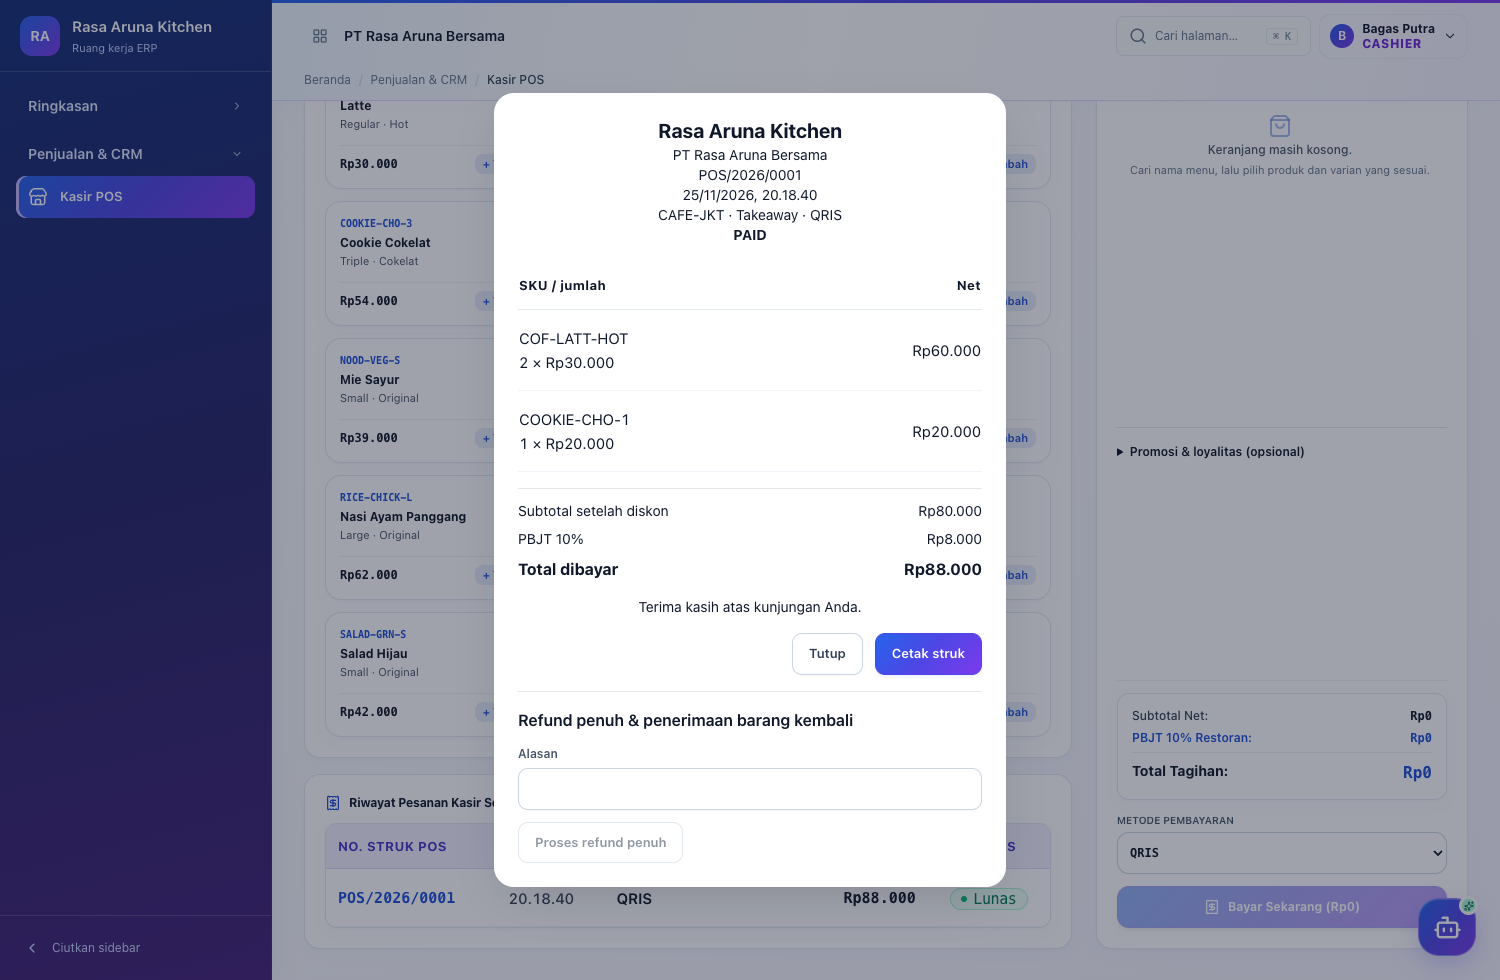 RA
Rasa Aruna Kitchen
Ruang kerja ERP
Ringkasan
Penjualan & CRM
Kasir POS
Ciutkan sidebar
PT Rasa Aruna Bersama
Cari halaman...
⌘ K
B
Bagas Putra
CASHIER
Beranda / Penjualan & CRM / Kasir POS
Latte
Regular · Hot
Rp30.000
COOKIE-CHO-3
Cookie Cokelat
Triple · Cokelat
Rp54.000
NOOD-VEG-S
Mie Sayur
Small · Original
Rp39.000
RICE-CHICK-L
Nasi Ayam Panggang
Large · Original
Rp62.000
SALAD-GRN-S
Salad Hijau
Small · Original
Rp42.000
Riwayat Pesanan Kasir
NO. STRUK POS
POS/2026/0001 20.18.40 QRIS Rp88.000 Lunas
Rasa Aruna Kitchen
PT Rasa Aruna Bersama
POS/2026/0001
25/11/2026, 20.18.40
CAFE-JKT · Takeaway · QRIS
PAID
SKU / jumlah Net
COF-LATT-HOT
2 × Rp30.000
Rp60.000
COOKIE-CHO-1
1 × Rp20.000
Rp20.000
Subtotal setelah diskon Rp80.000
PBJT 10% Rp8.000
Total dibayar Rp88.000
Terima kasih atas kunjungan Anda.
Tutup
Cetak struk
Refund penuh & penerimaan barang kembali
Alasan
Proses refund penuh
Keranjang masih kosong.
Cari nama menu, lalu pilih produk dan varian yang sesuai.
Promosi & loyalitas (opsional)
Subtotal Net: Rp0
PBJT 10% Restoran: Rp0
Total Tagihan: Rp0
METODE PEMBAYARAN
QRIS
Bayar Sekarang (Rp0)